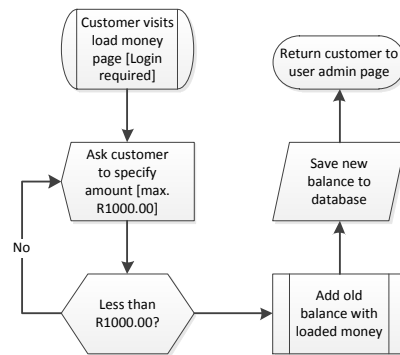 Customer visits
load money
page [Login
required]
Ask customer
to specify
amount [max.
R1000.00]
No
Less than
R1000.00?
Add old
balance with
loaded money
Save new
balance to
database
Return customer to
user admin page